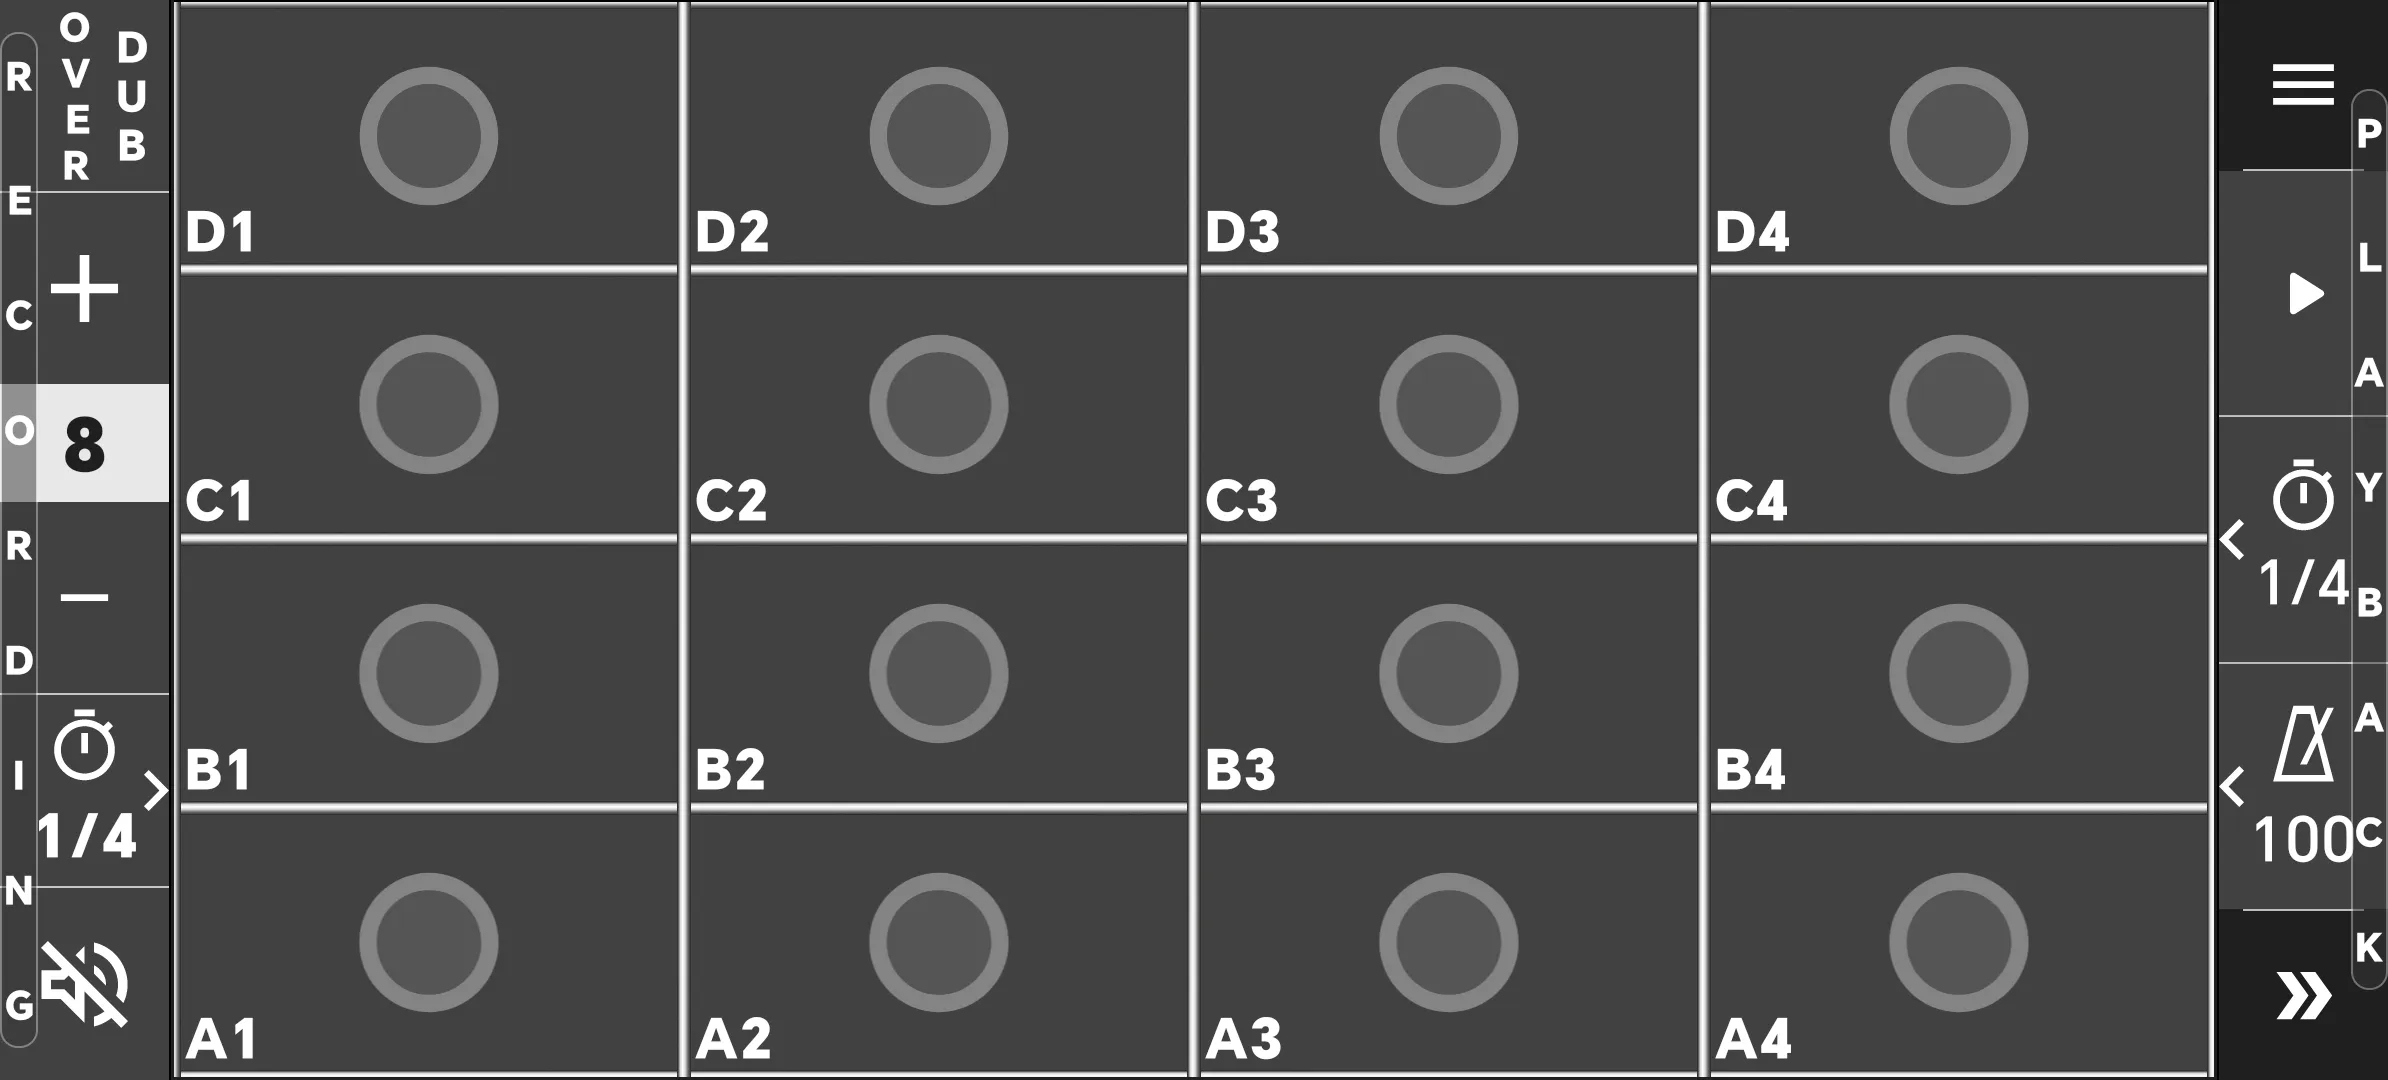 RECORDING
OVER
DUB
8
1/4
D1 D2 D3 D4
C1 C2 C3 C4
B1 B2 B3 B4
A1 A2 A3 A4
1/4
100
PLAYBACK